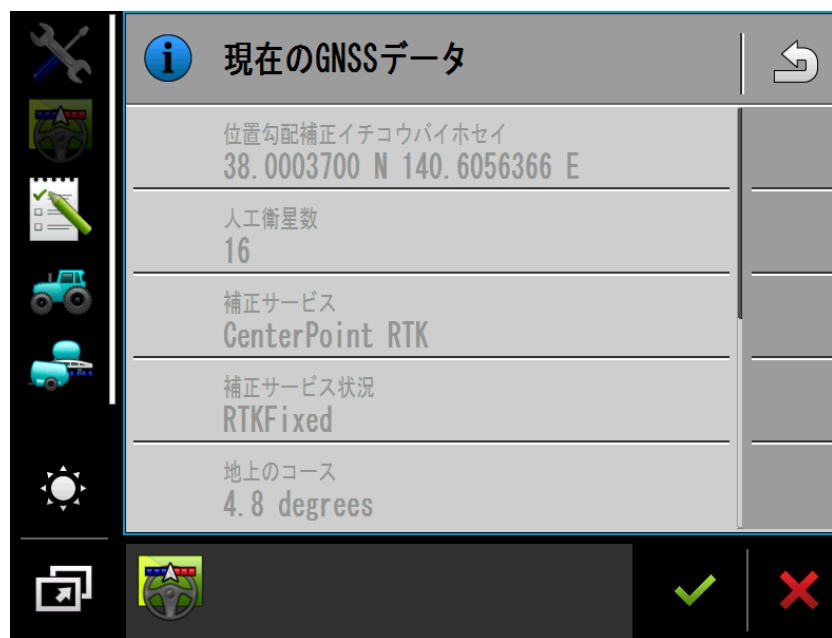 現在のGNSSデータ
位置勾配補正イチコウバイホセイ
38.0003700 N 140.6056366 E
人工衛星数
16
補正サービス
CenterPoint RTK
補正サービス状況
RTKFixed
地上のコース
4.8 degrees